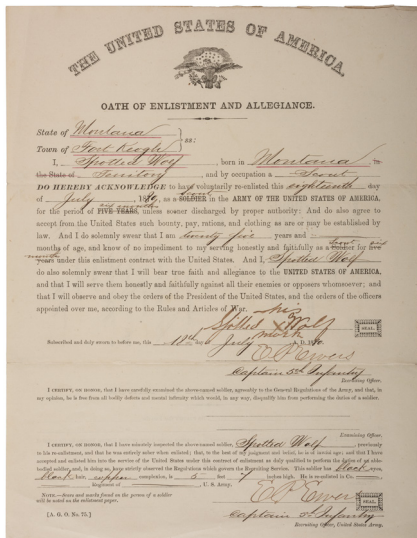 THE UNITED STATES OF AMERICA.
OATH OF ENLISTMENT AND ALLEGIANCE.
State of Montana
Town of Fort Keogh
ss:
I, Spotted Wolf, born in Montana, in
the State of Territory, and by occupation a Scout
DO HEREBY ACKNOWLEDGE to have voluntarily re-enlisted this eighteenth day
scout
of July, 18, as a SOLDIER in the ARMY OF THE UNITED STATES OF AMERICA,
six months
for the period of FIVE YEARS, unless sooner discharged by proper authority: And do also agree to
accept from the United States such bounty, pay, rations, and clothing as are or may be established by
law. And I do solemnly swear that I am years and
scout six
months of age, and know of no impediment to my serving honestly and faithfully as a soldier for five
months
years under this enlistment contract with the United States. And I, Spotted Wolf
do also solemnly swear that I will bear true faith and allegiance to the UNITED STATES OF AMERICA,
and that I will serve them honestly and faithfully against all their enemies or opposers whomsoever; and
that I will observe and obey the orders of the President of the United States, and the orders of the officers
appointed over me, according to the Rules and Articles of War.
his
Spotted X Wolf
mark
SEAL
Subscribed and duly sworn to before me, this day of July A. D.
Captain 5th Infantry
Recruiting Officer.
I CERTIFY, ON HONOR, that I have carefully examined the above-named soldier, agreeably to the General Regulations of the Army, and that, in
my opinion, he is free from all bodily defects and mental infirmity which would, in any way, disqualify him from performing the duties of a soldier.
Examining Officer.
I CERTIFY, ON HONOR, that I have minutely inspected the above-named soldier, Spotted Wolf, previously
to his re-enlistment, and that he was entirely sober when enlisted; that, to the best of my judgment and belief, he is of lawful age; and that I have
accepted and enlisted him into the service of the United States under this contract of enlistment as duly qualified to perform the duties of an able-
bodied soldier, and, in doing so, have strictly observed the Regulations which govern the Recruiting Service. This soldier has black eyes,
black hair, copper complexion, is 5 feet 7 inches high. He is re-enlisted in Co.
Regiment of , U. S. Army.
NOTE.—Scars and marks found on the person of a soldier
will be noted on the enlistment paper.
SEAL
[A. G. O. No. 73.]
Captain 5th Infantry
Recruiting Officer, United States Army.